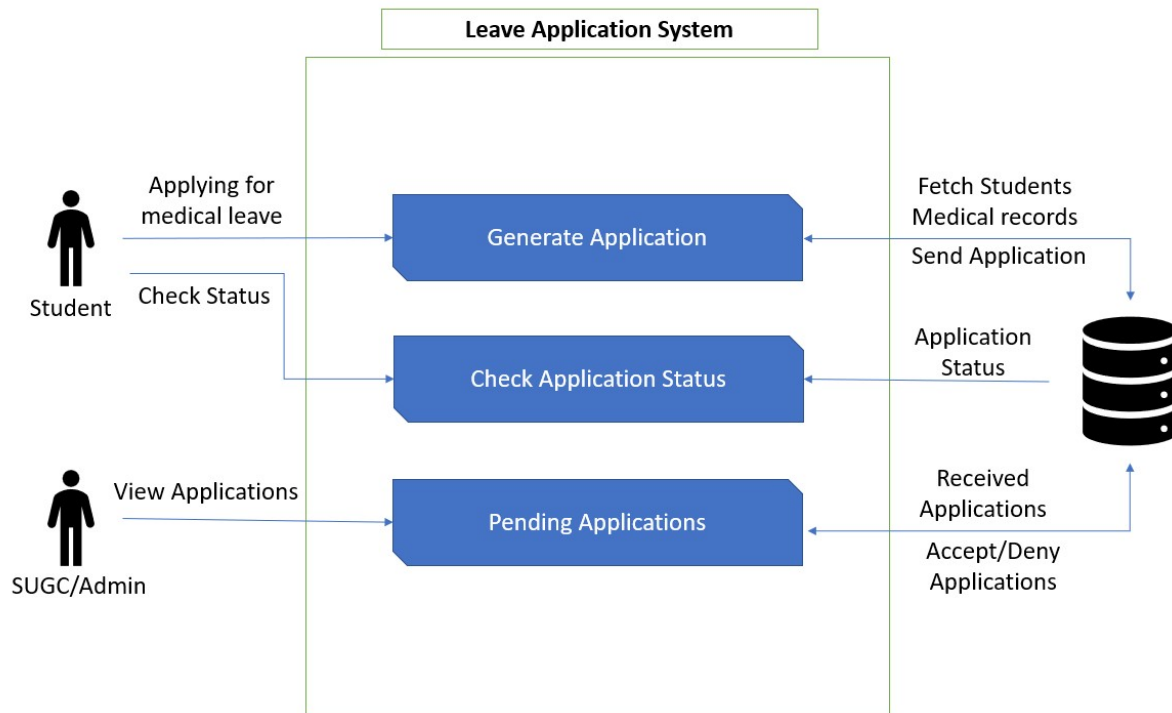 Leave Application System
Applying for
medical leave
Generate Application
Fetch Students
Medical records
Send Application
Student
Check Status
Check Application Status
Application
Status
View Applications
SUGC/Admin
Pending Applications
Received
Applications
Accept/Deny
Applications